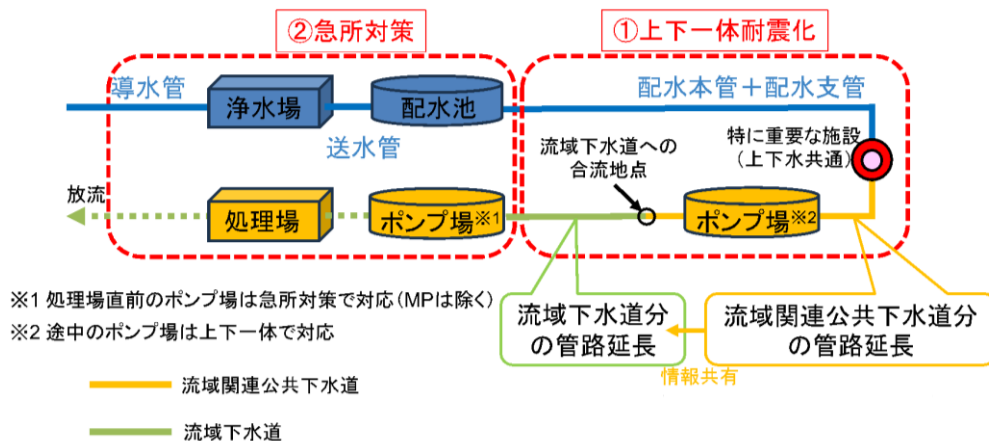 ②急所対策
①上下一体耐震化
導水管
浄水場
配水池
送水管
配水本管＋配水支管
特に重要な施設
（上下水共通）
流域下水道への
合流地点
放流
処理場
ポンプ場※1
ポンプ場※2
※1 処理場直前のポンプ場は急所対策で対応（MPは除く）
※2 途中のポンプ場は上下一体で対応
流域下水道分
の管路延長
流域関連公共下水道分
の管路延長
情報共有
流域関連公共下水道
流域下水道